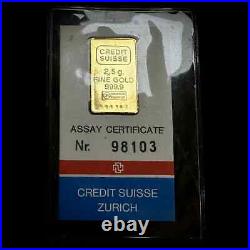 CREDIT
SUISSE
2,5 g.
FINE GOLD
999,9
ASSAY CERTIFICATE
Nr. 98103
CREDIT SUISSE
ZURICH